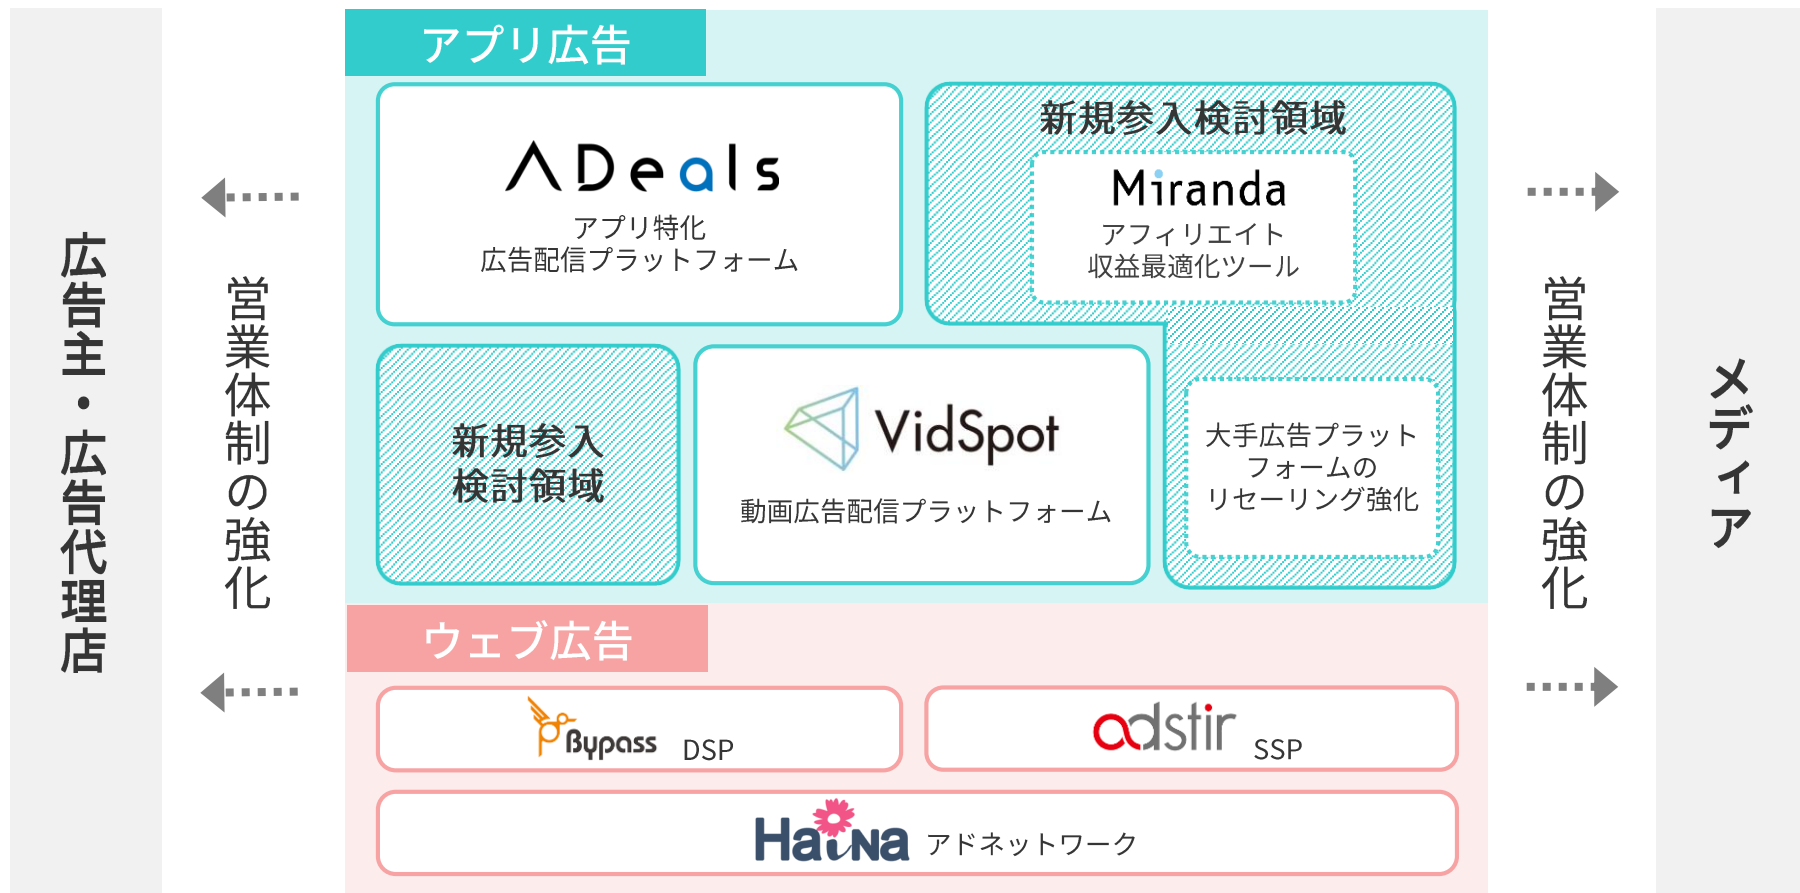 広告主・広告代理店
営業体制の強化
アプリ広告
ADeals
アプリ特化
広告配信プラットフォーム
新規参入検討領域
Miranda
アフィリエイト
収益最適化ツール
新規参入
検討領域
VidSpot
動画広告配信プラットフォーム
大手広告プラット
フォームの
リセーリング強化
ウェブ広告
Bypass DSP
adstir SSP
HaiNa アドネットワーク
営業体制の強化
メディア